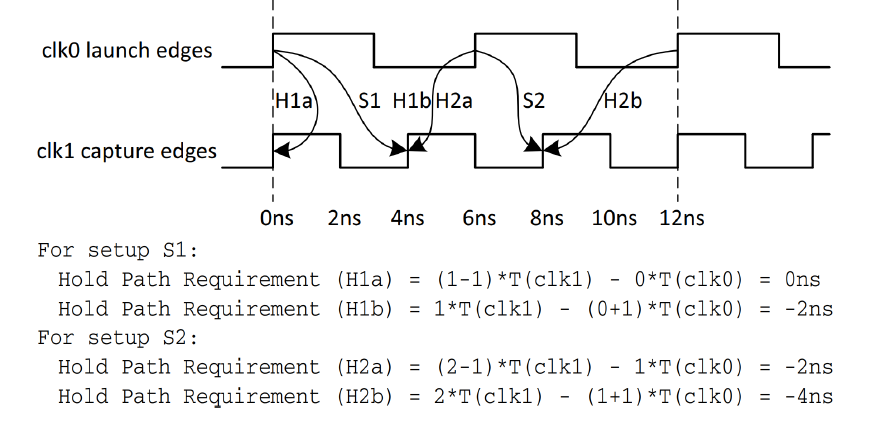 clk0 launch edges
H1a S1 H1b H2a S2 H2b
clk1 capture edges
0ns 2ns 4ns 6ns 8ns 10ns 12ns
For setup S1:
Hold Path Requirement (H1a) = (1-1)*T(clk1) - 0*T(clk0) = 0ns
Hold Path Requirement (H1b) = 1*T(clk1) - (0+1)*T(clk0) = -2ns
For setup S2:
Hold Path Requirement (H2a) = (2-1)*T(clk1) - 1*T(clk0) = -2ns
Hold Path Requirement (H2b) = 2*T(clk1) - (1+1)*T(clk0) = -4ns